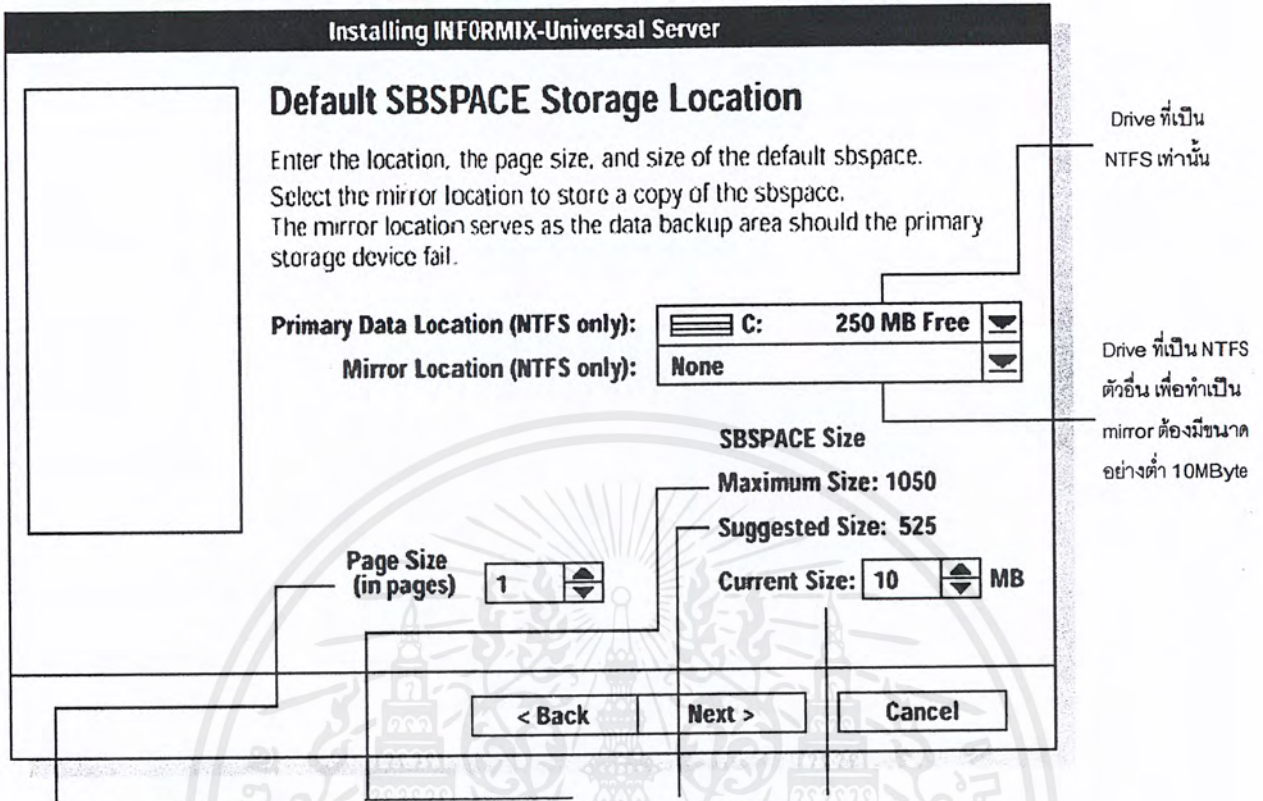 Installing INFORMIX-Universal Server
Default SBSPACE Storage Location
Enter the location, the page size, and size of the default sbspace.
Select the mirror location to store a copy of the sbspace.
The mirror location serves as the data backup area should the primary
storage device fail.
Primary Data Location (NTFS only):
C: 250 MB Free
Mirror Location (NTFS only):
None
Drive ที่เป็น
NTFS เท่านั้น
Drive ที่เป็น NTFS
ตัวอื่น เพื่อทำเป็น
mirror ต้องมีขนาด
อย่างต่ำ 10MByte
SBSPACE Size
Maximum Size: 1050
Suggested Size: 525
Page Size
(in pages)
1
Current Size: 10 MB
< Back
Next >
Cancel